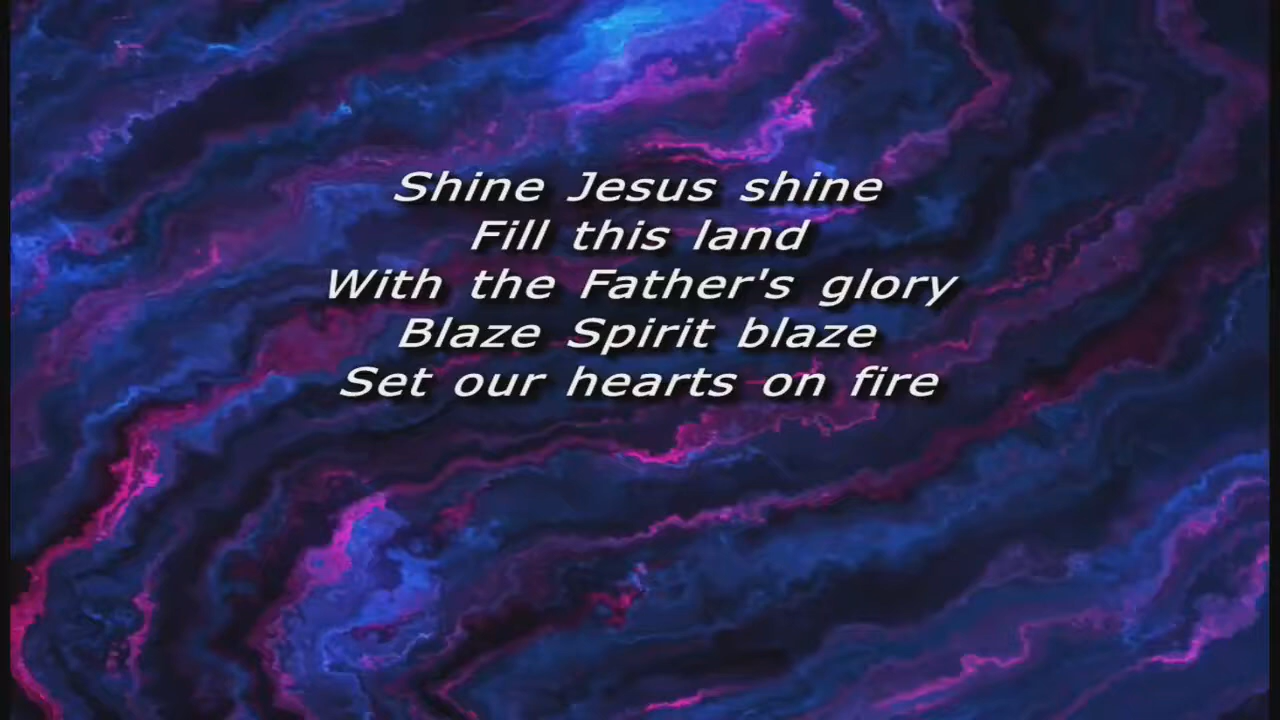 Shine Jesus shine
Fill this land
With the Father's glory
Blaze Spirit blaze
Set our hearts on fire